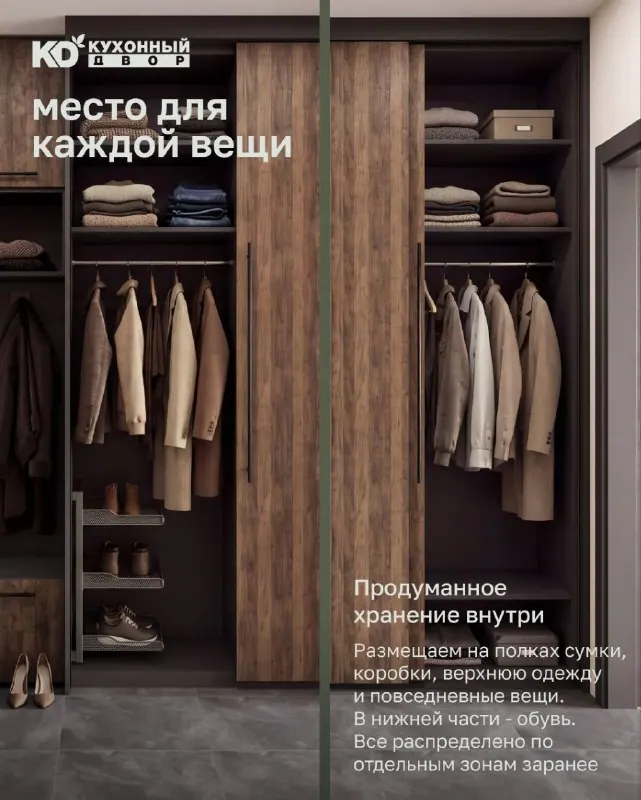 KD КУХОННЫЙ
ДВОР
место для
каждой вещи
Продуманное
хранение внутри
Размещаем на полках сумки,
коробки, верхнюю одежду
и повседневные вещи.
В нижней части - обувь.
Все распределено по
отдельным зонам заранее